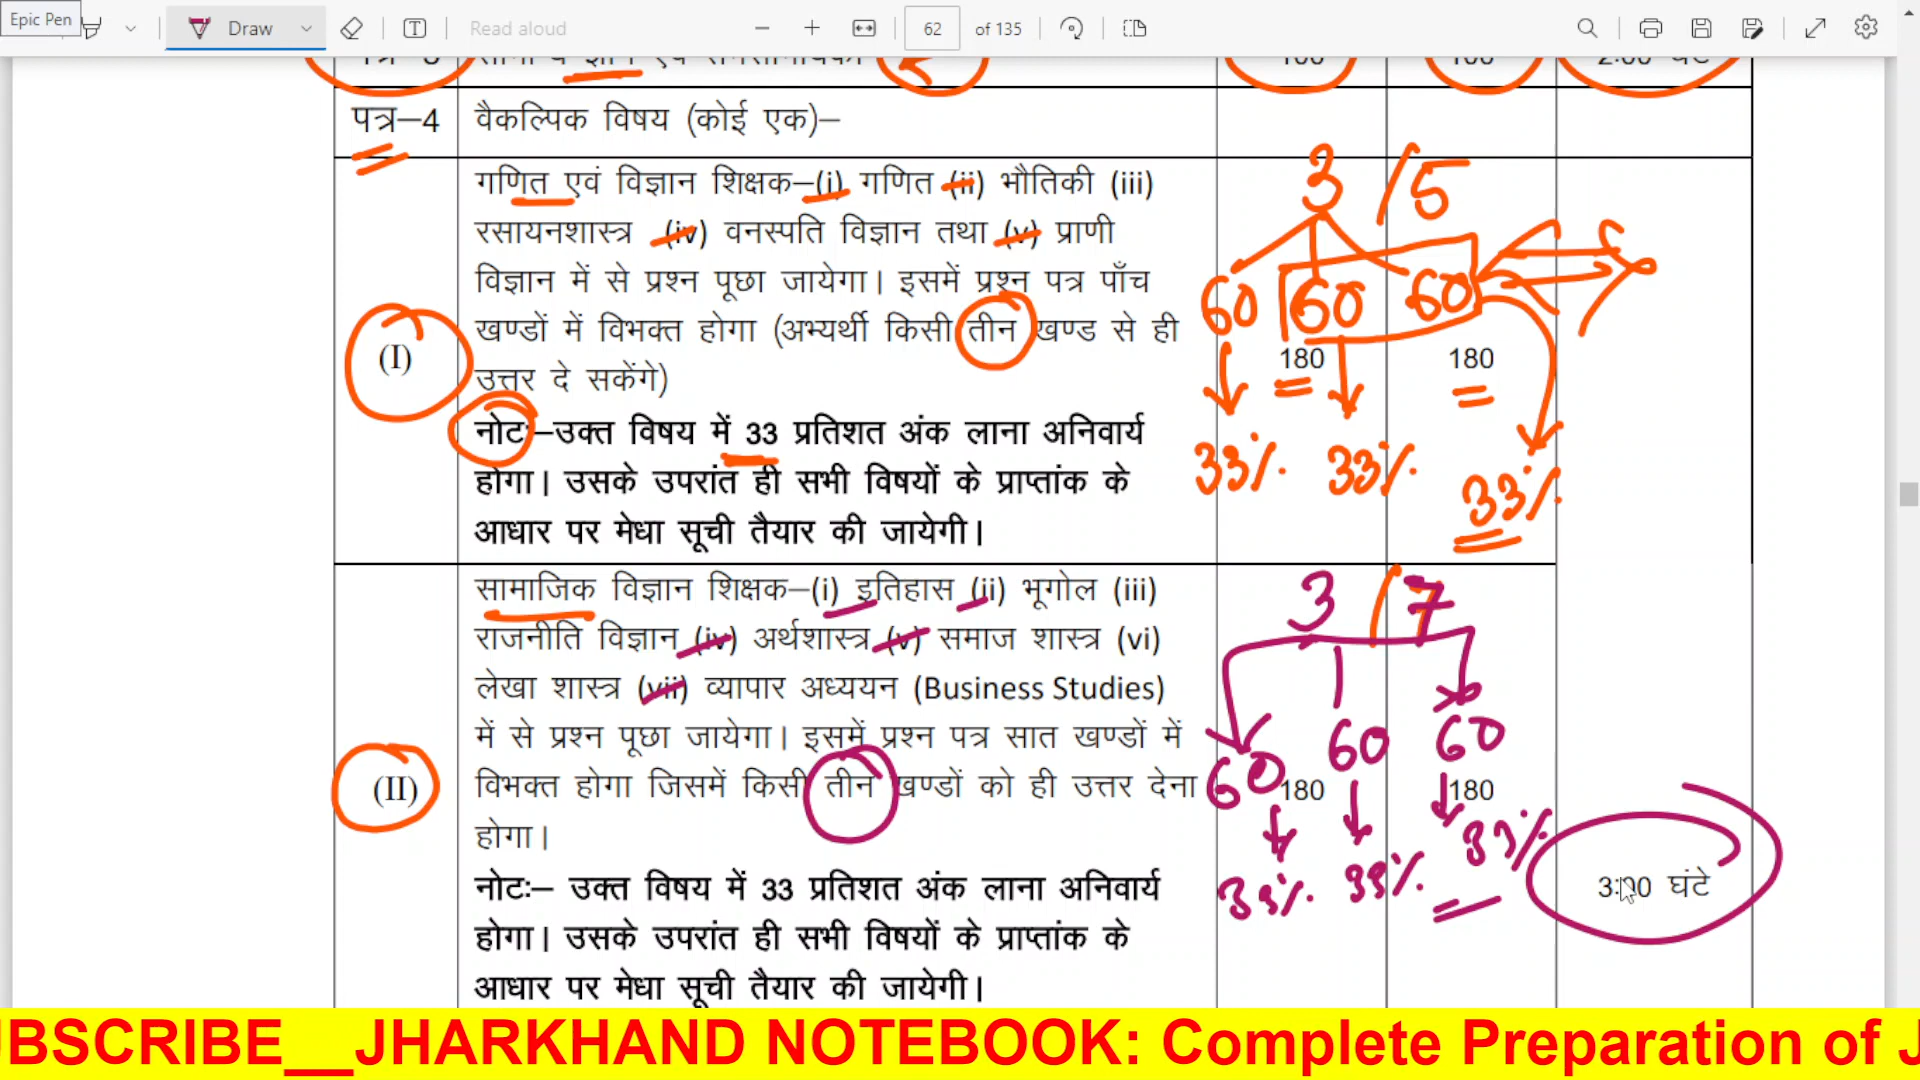 Epic Pen
Draw
Read aloud
62 of 135
पत्र–4 वैकल्पिक विषय (कोई एक)–
गणित एवं विज्ञान शिक्षक–(i) गणित (ii) भौतिकी (iii)
3 / 5
रसायनशास्त्र (iv) वनस्पति विज्ञान तथा (v) प्राणी
विज्ञान में से प्रश्न पूछा जायेगा। इसमें प्रश्न पत्र पाँच
60 60 60
खण्डों में विभक्त होगा (अभ्यर्थी किसी तीन खण्ड से ही
(I) 180 180
उत्तर दे सकेंगे)
नोटः–उक्त विषय में 33 प्रतिशत अंक लाना अनिवार्य
33% 33% 33%
होगा। उसके उपरांत ही सभी विषयों के प्राप्तांक के
आधार पर मेधा सूची तैयार की जायेगी।
सामाजिक विज्ञान शिक्षक–(i) इतिहास (ii) भूगोल (iii)
3 / 7
राजनीति विज्ञान (iv) अर्थशास्त्र (v) समाज शास्त्र (vi)
लेखा शास्त्र (vii) व्यापार अध्ययन (Business Studies)
में से प्रश्न पूछा जायेगा। इसमें प्रश्न पत्र सात खण्डों में
60 60 60
(II) विभक्त होगा जिसमें किसी तीन खण्डों को ही उत्तर देना 180 180
होगा।
33% 33% 33%
नोटः– उक्त विषय में 33 प्रतिशत अंक लाना अनिवार्य 3:00 घंटे
होगा। उसके उपरांत ही सभी विषयों के प्राप्तांक के
आधार पर मेधा सूची तैयार की जायेगी।
UBSCRIBE__JHARKHAND NOTEBOOK: Complete Preparation of J